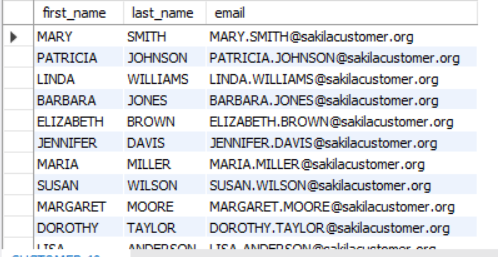 first_name last_name email
MARY SMITH MARY.SMITH@sakilacustomer.org
PATRICIA JOHNSON PATRICIA.JOHNSON@sakilacustomer.org
LINDA WILLIAMS LINDA.WILLIAMS@sakilacustomer.org
BARBARA JONES BARBARA.JONES@sakilacustomer.org
ELIZABETH BROWN ELIZABETH.BROWN@sakilacustomer.org
JENNIFER DAVIS JENNIFER.DAVIS@sakilacustomer.org
MARIA MILLER MARIA.MILLER@sakilacustomer.org
SUSAN WILSON SUSAN.WILSON@sakilacustomer.org
MARGARET MOORE MARGARET.MOORE@sakilacustomer.org
DOROTHY TAYLOR DOROTHY.TAYLOR@sakilacustomer.org
LISA ANDERSON LISA.ANDERSON@sakilacustomer.org